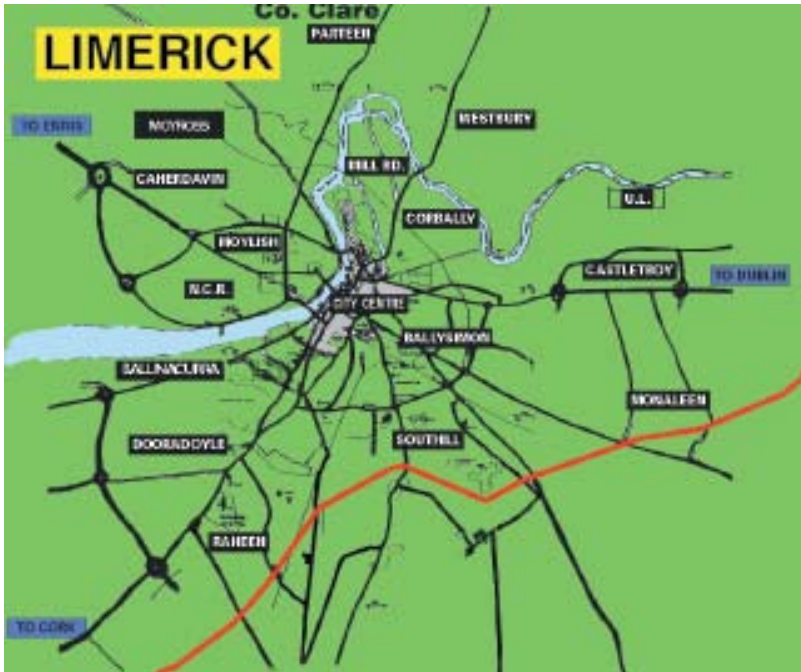 Co. Clare
LIMERICK
PARTEEN
TO ENNIS
MOYROSS
WESTBURY
MILL RD.
CAHERDAVIN
U.L.
CORBALLY
MOYLISH
CASTLETROY
TO DUBLIN
N.C.R.
CITY CENTRE
BALLYSIMON
BALLINACURRA
MONALEEN
DOORADOYLE
SOUTHILL
RAHEEN
TO CORK